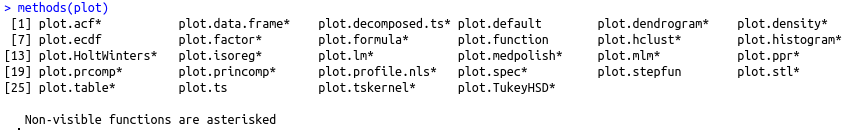 > methods(plot)
[1] plot.acf* plot.data.frame* plot.decomposed.ts* plot.default plot.dendrogram* plot.density*
[7] plot.ecdf plot.factor* plot.formula* plot.function plot.hclust* plot.histogram*
[13] plot.HoltWinters* plot.isoreg* plot.lm* plot.medpolish* plot.mlm* plot.ppr*
[19] plot.prcomp* plot.princomp* plot.profile.nls* plot.spec* plot.stepfun plot.stl*
[25] plot.table* plot.ts plot.tskernel* plot.TukeyHSD*
Non-visible functions are asterisked